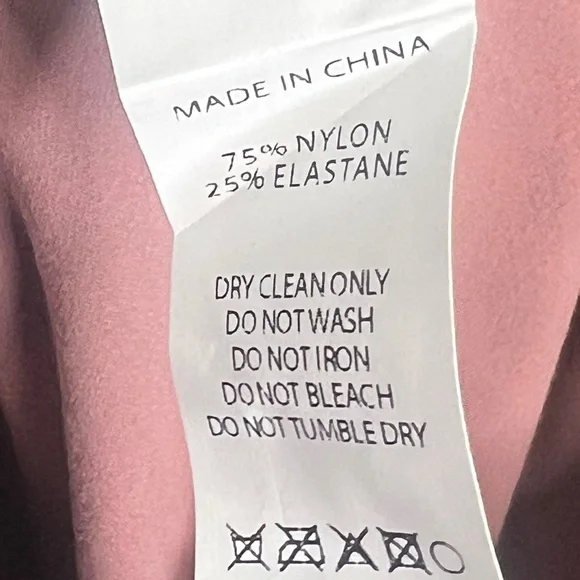 MADE IN CHINA
75% NYLON
25% ELASTANE
DRY CLEAN ONLY
DO NOT WASH
DO NOT IRON
DO NOT BLEACH
DO NOT TUMBLE DRY